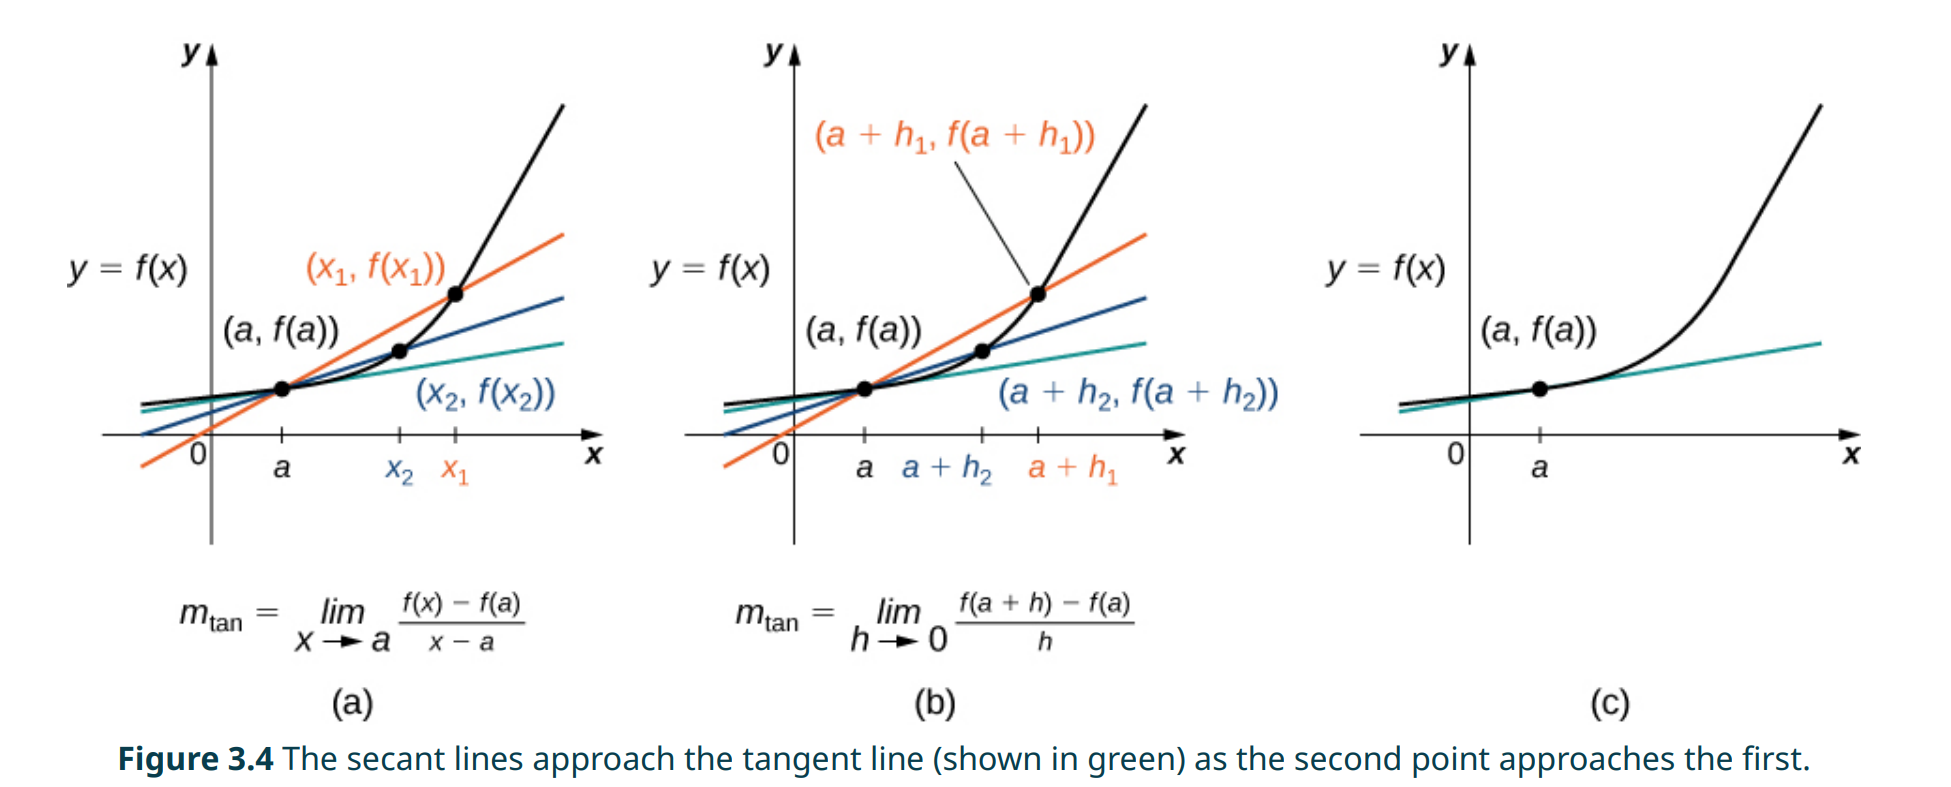 y
y = f(x)
(x₁, f(x₁))
(a, f(a))
(x₂, f(x₂))
0
a
x₂
x₁
x
m_tan = lim x → a f(x) − f(a) / x − a
(a)
y
(a + h₁, f(a + h₁))
y = f(x)
(a, f(a))
(a + h₂, f(a + h₂))
0
a
a + h₂
a + h₁
x
m_tan = lim h → 0 f(a + h) − f(a) / h
(b)
y
y = f(x)
(a, f(a))
0
a
x
(c)
Figure 3.4 The secant lines approach the tangent line (shown in green) as the second point approaches the first.